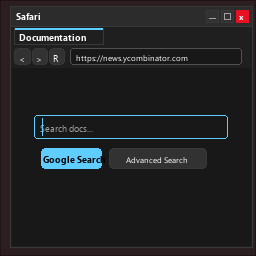 Safari
Documentation
< > R https://news.ycombinator.com
Search docs...
Google Search Advanced Search